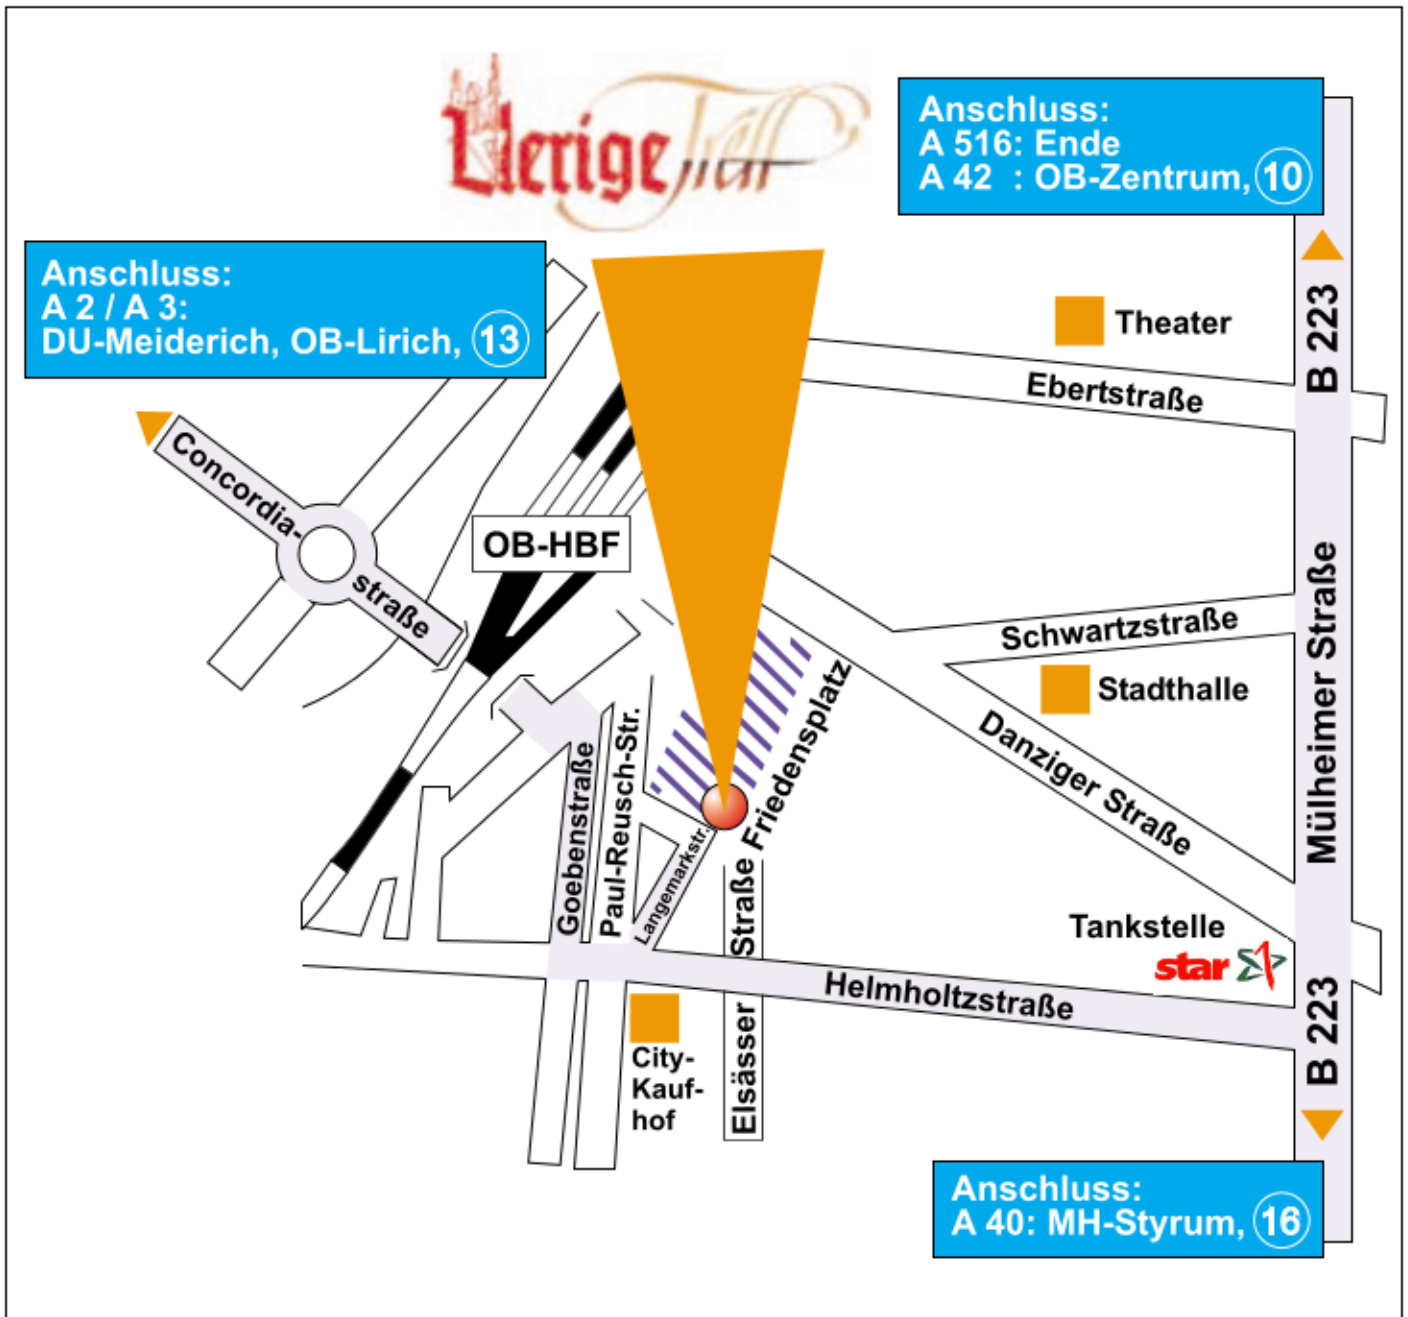 Uerige Treff
Anschluss:
A 516: Ende
A 42 : OB-Zentrum, 10
Anschluss:
A 2 / A 3:
DU-Meiderich, OB-Lirich, 13
B 223
Theater
Ebertstraße
Concordia-
straße
OB-HBF
Schwartzstraße
Stadthalle
Mülheimer Straße
Danziger Straße
Friedensplatz
Goebenstraße
Paul-Reusch-Str.
Langemarkstr.
Elsässer Straße
Tankstelle
star
Helmholtzstraße
B 223
City-
Kauf-
hof
Anschluss:
A 40: MH-Styrum, 16